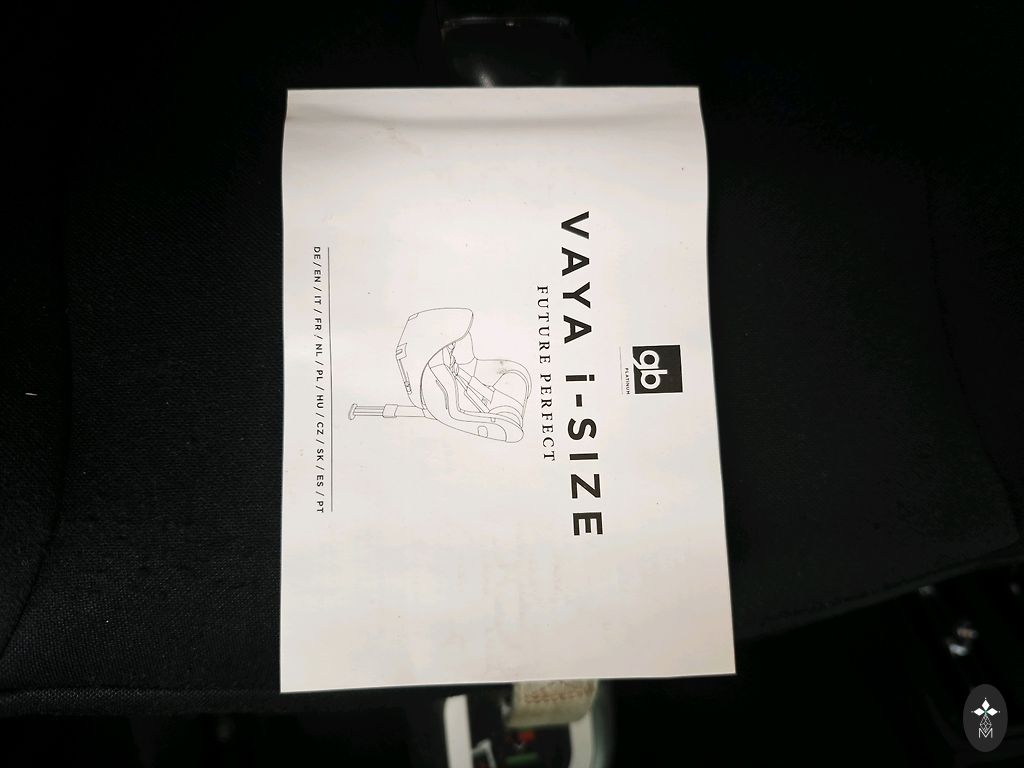 gb
PLATINUM
VAYA i-SIZE
FUTURE PERFECT
DE / EN / IT / FR / NL / PL / HU / CZ / SK / ES / PT
M